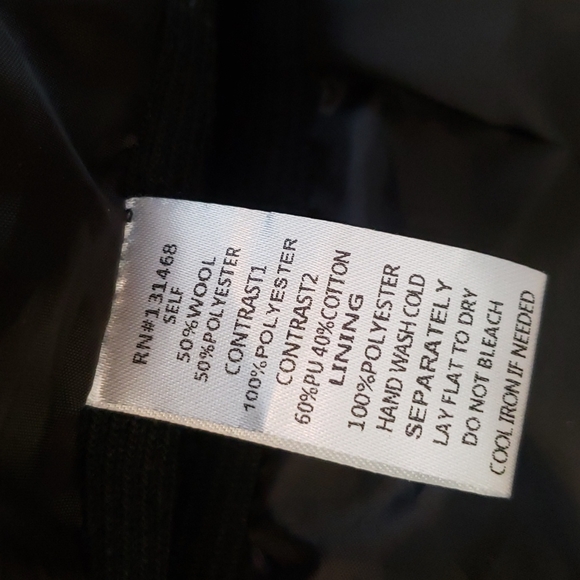 RN#131468
SELF
50%WOOL
50%POLYESTER
CONTRAST1
100%POLYESTER
CONTRAST2
60%PU 40%COTTON
LINING
100%POLYESTER
HAND WASH COLD
SEPARATELY
LAY FLAT TO DRY
DO NOT BLEACH
COOL IRON IF NEEDED